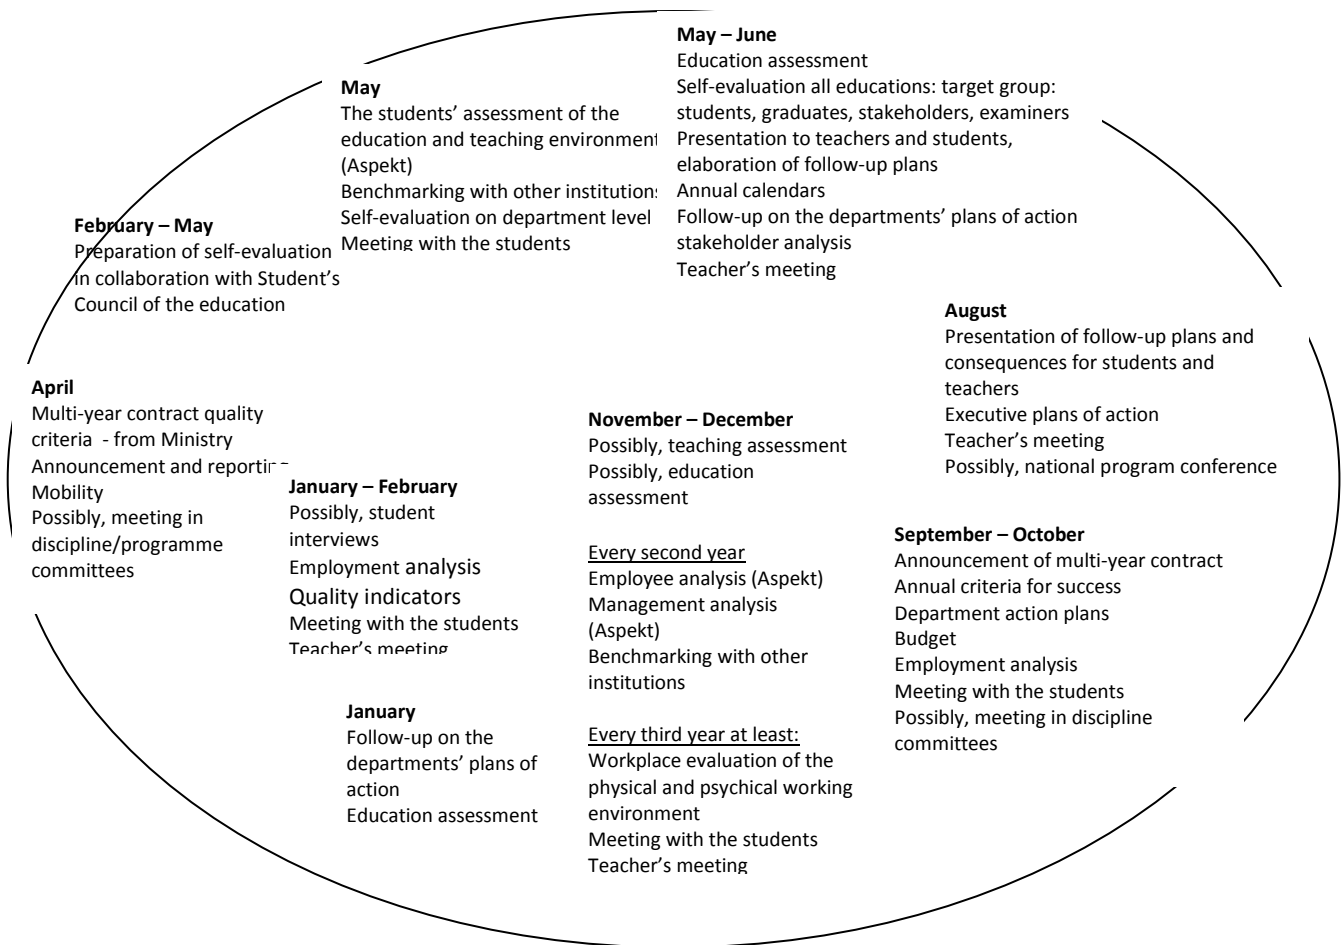 May – June
Education assessment
Self-evaluation all educations: target group:
students, graduates, stakeholders, examiners
Presentation to teachers and students,
elaboration of follow-up plans
Annual calendars
Follow-up on the departments’ plans of action
stakeholder analysis
Teacher’s meeting
May
The students’ assessment of the
education and teaching environment
(Aspekt)
Benchmarking with other institutions
Self-evaluation on department level
Meeting with the students
February – May
Preparation of self-evaluation
in collaboration with Student’s
Council of the education
August
Presentation of follow-up plans and
consequences for students and
teachers
Executive plans of action
Teacher’s meeting
Possibly, national program conference
April
Multi-year contract quality
criteria - from Ministry
Announcement and reporting
Mobility
Possibly, meeting in
discipline/programme
committees
January – February
Possibly, student
interviews
Employment analysis
Quality indicators
Meeting with the students
Teacher’s meeting
November – December
Possibly, teaching assessment
Possibly, education
assessment
Every second year
Employee analysis (Aspekt)
Management analysis
(Aspekt)
Benchmarking with other
institutions
Every third year at least:
Workplace evaluation of the
physical and psychical working
environment
Meeting with the students
Teacher’s meeting
September – October
Announcement of multi-year contract
Annual criteria for success
Department action plans
Budget
Employment analysis
Meeting with the students
Possibly, meeting in discipline
committees
January
Follow-up on the
departments’ plans of
action
Education assessment